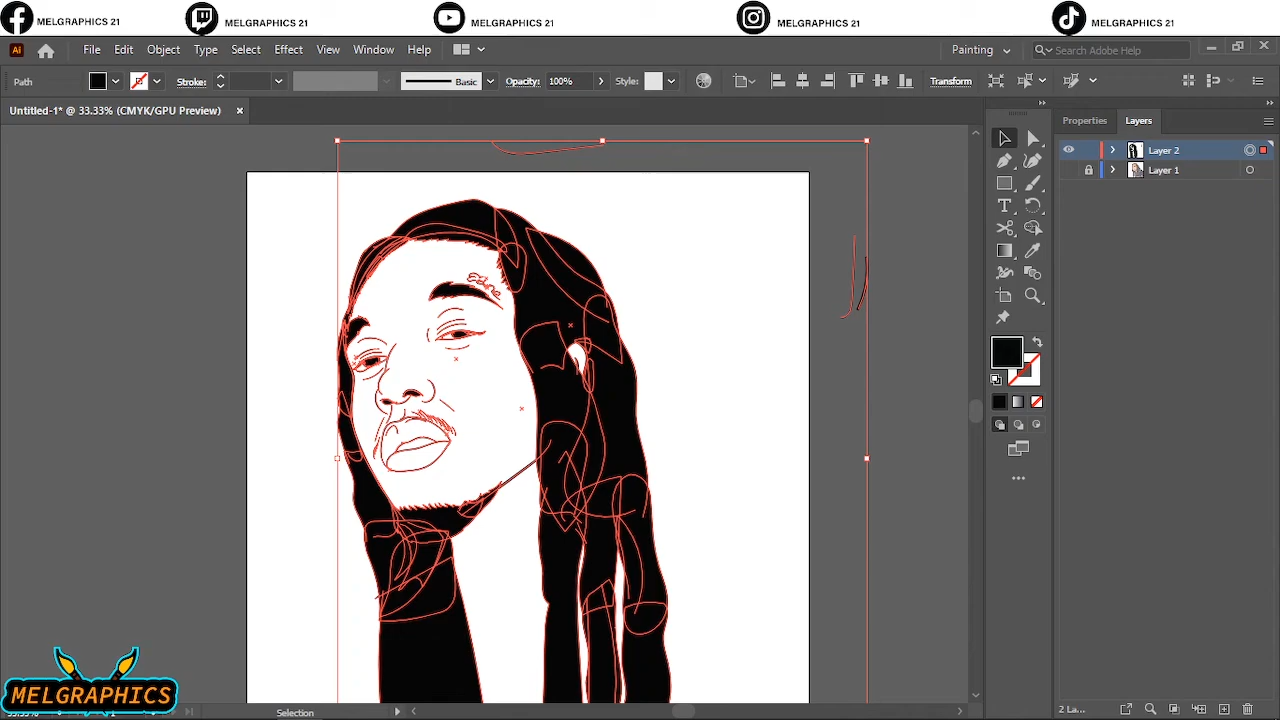 MELGRAPHICS 21 MELGRAPHICS 21 MELGRAPHICS 21 MELGRAPHICS 21 MELGRAPHICS 21
Ai File Edit Object Type Select Effect View Window Help Painting Search Adobe Help
Path Stroke: Basic Opacity: 100% Style: Transform
Untitled-1* @ 33.33% (CMYK/GPU Preview)
Properties Layers
Layer 2
Layer 1
MELGRAPHICS
Selection
2 La...